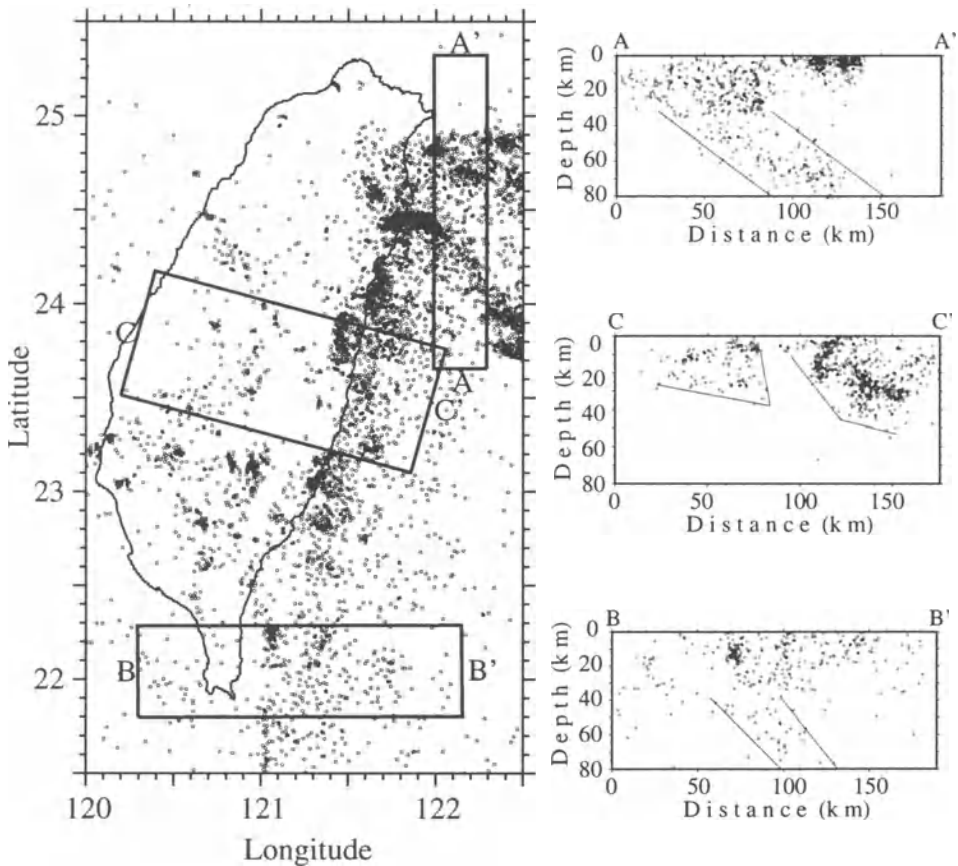 A'
25
24
23
22
Latitude
C
A
C'
B
B'
120
121
122
Longitude
A
A'
0
20
40
60
80
Depth (km)
0
50
100
150
Distance (km)
C
C'
0
20
40
60
80
Depth (km)
0
50
100
150
Distance (km)
B
B'
0
20
40
60
80
Depth (km)
0
50
100
150
Distance (km)